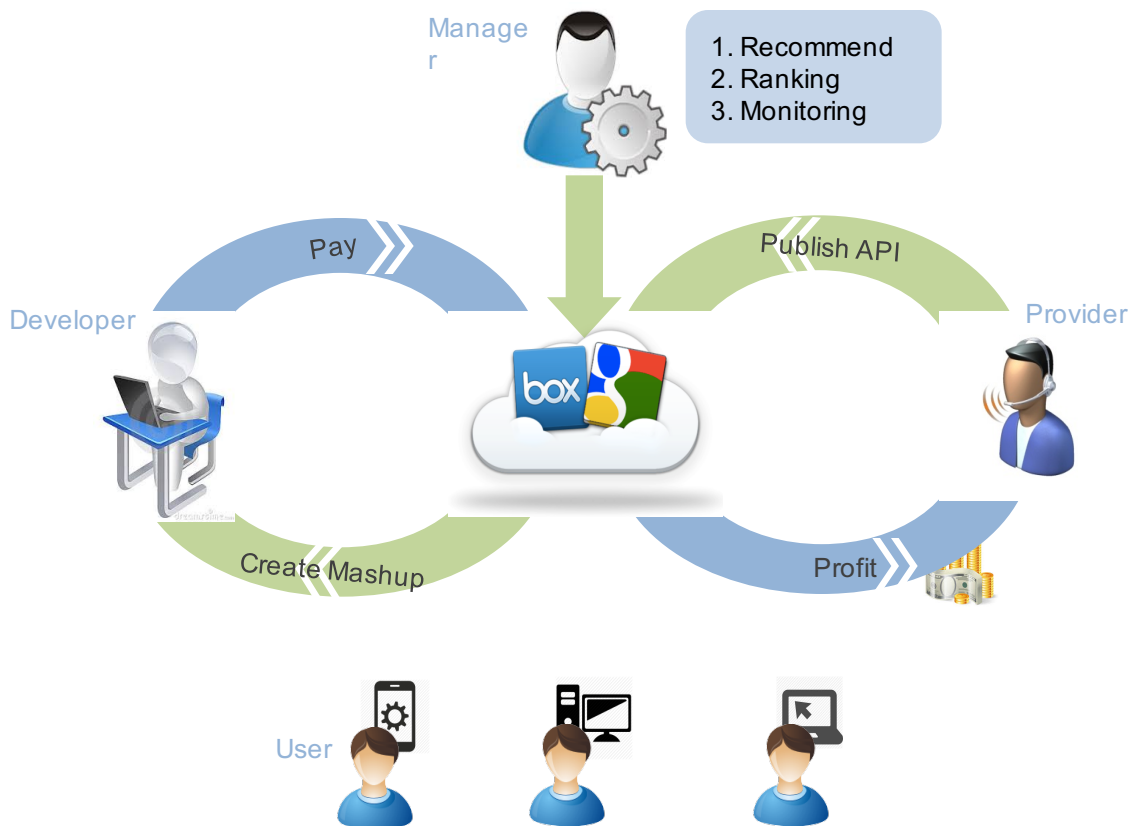 Manage
r
1. Recommend
2. Ranking
3. Monitoring
Pay
Publish API
Developer
Provider
box
Create Mashup
Profit
User